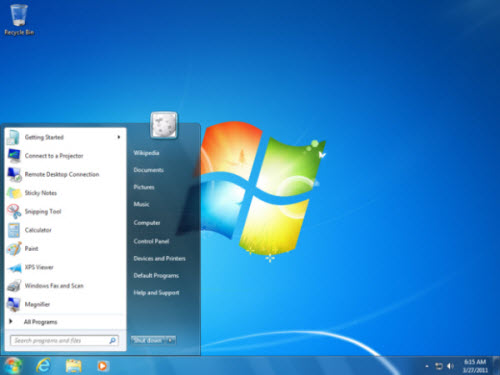 Recycle Bin
Getting Started
Connect to a Projector
Remote Desktop Connection
Sticky Notes
Snipping Tool
Calculator
Paint
XPS Viewer
Windows Fax and Scan
Magnifier
All Programs
Search programs and files
Wikipedia
Documents
Pictures
Music
Computer
Control Panel
Devices and Printers
Default Programs
Help and Support
Shut down
6:15 AM
3/27/2011